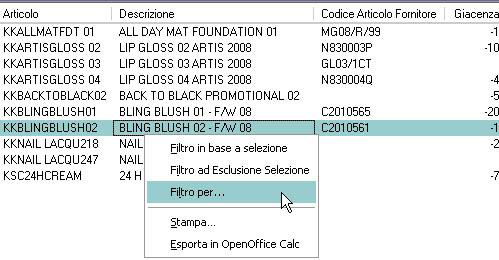 Articolo Descrizione Codice Articolo Fornitore Giacenza
KKALLMATFDT 01 ALL DAY MAT FOUNDATION 01 MG08/R/99 -1
KKARTISGLOSS 02 LIP GLOSS 02 ARTIS 2008 N830003P -10
KKARTISGLOSS 03 LIP GLOSS 03 ARTIS 2008 GL03/1CT
KKARTISGLOSS 04 LIP GLOSS 04 ARTIS 2008 N830004Q -4
KKBACKTOBLACK02 BACK TO BLACK PROMOTIONAL 02 -5
KKBLINGBLUSH01 BLING BLUSH 01 - F/W 08 C2010565 -20
KKBLINGBLUSH02 BLING BLUSH 02 - F/W 08 C2010561 -1
KKNAIL LACQU218 NAIL -2
KKNAIL LACQU247 NAIL
KSC24HCREAM 24 H -7
Filtro in base a selezione
Filtro ad Esclusione Selezione
Filtro per...
Stampa...
Esporta in OpenOffice Calc